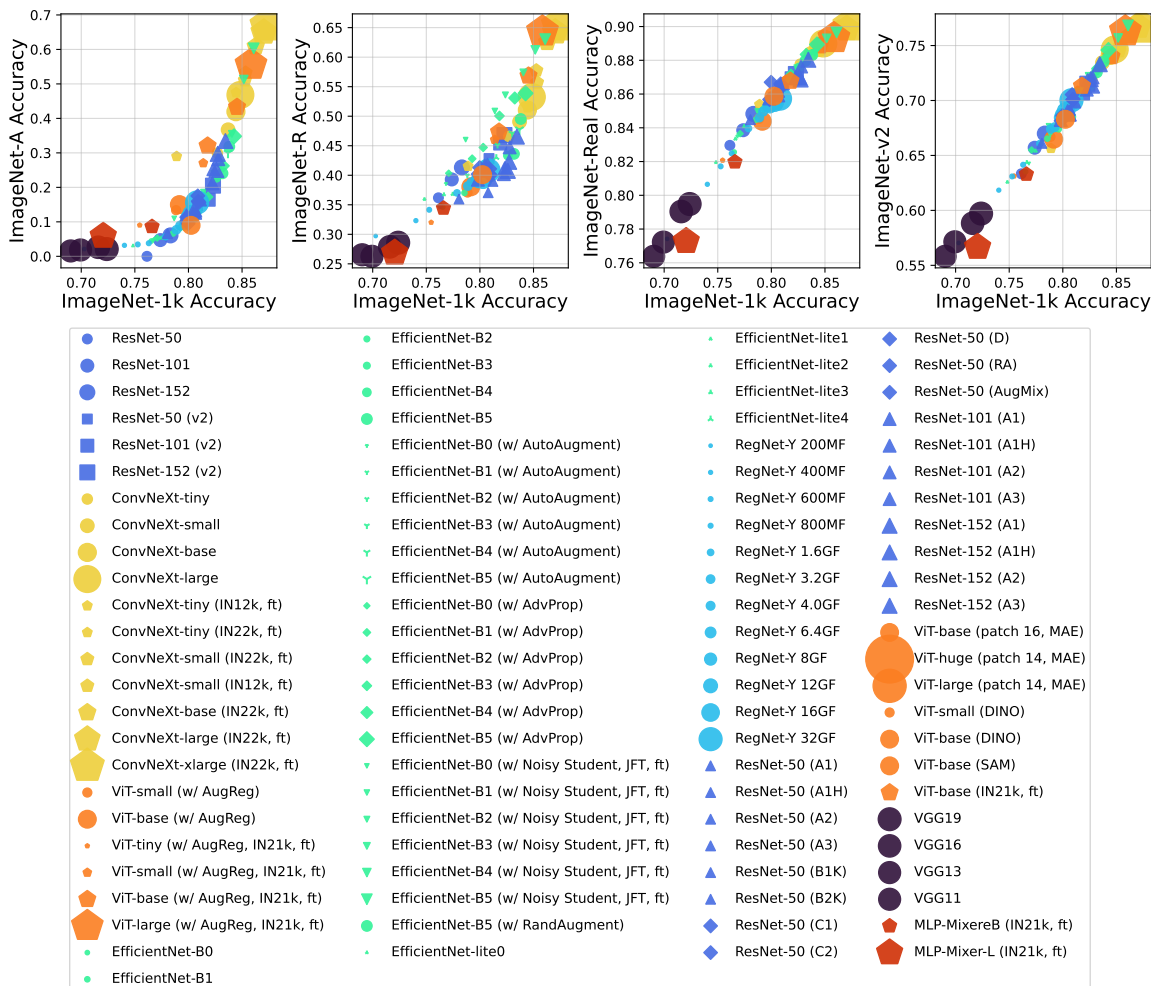 ImageNet-A Accuracy
0.7
0.6
0.5
0.4
0.3
0.2
0.1
0.0
0.70 0.75 0.80 0.85
ImageNet-1k Accuracy
ImageNet-R Accuracy
0.65
0.60
0.55
0.50
0.45
0.40
0.35
0.30
0.25
0.70 0.75 0.80 0.85
ImageNet-1k Accuracy
ImageNet-Real Accuracy
0.90
0.88
0.86
0.84
0.82
0.80
0.78
0.76
0.70 0.75 0.80 0.85
ImageNet-1k Accuracy
ImageNet-v2 Accuracy
0.75
0.70
0.65
0.60
0.55
0.70 0.75 0.80 0.85
ImageNet-1k Accuracy
ResNet-50
ResNet-101
ResNet-152
ResNet-50 (v2)
ResNet-101 (v2)
ResNet-152 (v2)
ConvNeXt-tiny
ConvNeXt-small
ConvNeXt-base
ConvNeXt-large
ConvNeXt-tiny (IN12k, ft)
ConvNeXt-tiny (IN22k, ft)
ConvNeXt-small (IN22k, ft)
ConvNeXt-small (IN12k, ft)
ConvNeXt-base (IN22k, ft)
ConvNeXt-large (IN22k, ft)
ConvNeXt-xlarge (IN22k, ft)
ViT-small (w/ AugReg)
ViT-base (w/ AugReg)
ViT-tiny (w/ AugReg, IN21k, ft)
ViT-small (w/ AugReg, IN21k, ft)
ViT-base (w/ AugReg, IN21k, ft)
ViT-large (w/ AugReg, IN21k, ft)
EfficientNet-B0
EfficientNet-B1
EfficientNet-B2
EfficientNet-B3
EfficientNet-B4
EfficientNet-B5
EfficientNet-B0 (w/ AutoAugment)
EfficientNet-B1 (w/ AutoAugment)
EfficientNet-B2 (w/ AutoAugment)
EfficientNet-B3 (w/ AutoAugment)
EfficientNet-B4 (w/ AutoAugment)
EfficientNet-B5 (w/ AutoAugment)
EfficientNet-B0 (w/ AdvProp)
EfficientNet-B1 (w/ AdvProp)
EfficientNet-B2 (w/ AdvProp)
EfficientNet-B3 (w/ AdvProp)
EfficientNet-B4 (w/ AdvProp)
EfficientNet-B5 (w/ AdvProp)
EfficientNet-B0 (w/ Noisy Student, JFT, ft)
EfficientNet-B1 (w/ Noisy Student, JFT, ft)
EfficientNet-B2 (w/ Noisy Student, JFT, ft)
EfficientNet-B3 (w/ Noisy Student, JFT, ft)
EfficientNet-B4 (w/ Noisy Student, JFT, ft)
EfficientNet-B5 (w/ Noisy Student, JFT, ft)
EfficientNet-B5 (w/ RandAugment)
EfficientNet-lite0
EfficientNet-lite1
EfficientNet-lite2
EfficientNet-lite3
EfficientNet-lite4
RegNet-Y 200MF
RegNet-Y 400MF
RegNet-Y 600MF
RegNet-Y 800MF
RegNet-Y 1.6GF
RegNet-Y 3.2GF
RegNet-Y 4.0GF
RegNet-Y 6.4GF
RegNet-Y 8GF
RegNet-Y 12GF
RegNet-Y 16GF
RegNet-Y 32GF
ResNet-50 (A1)
ResNet-50 (A1H)
ResNet-50 (A2)
ResNet-50 (A3)
ResNet-50 (B1K)
ResNet-50 (B2K)
ResNet-50 (C1)
ResNet-50 (C2)
ResNet-50 (D)
ResNet-50 (RA)
ResNet-50 (AugMix)
ResNet-101 (A1)
ResNet-101 (A1H)
ResNet-101 (A2)
ResNet-101 (A3)
ResNet-152 (A1)
ResNet-152 (A1H)
ResNet-152 (A2)
ResNet-152 (A3)
ViT-base (patch 16, MAE)
ViT-huge (patch 14, MAE)
ViT-large (patch 14, MAE)
ViT-small (DINO)
ViT-base (DINO)
ViT-base (SAM)
ViT-base (IN21k, ft)
VGG19
VGG16
VGG13
VGG11
MLP-MixereB (IN21k, ft)
MLP-Mixer-L (IN21k, ft)